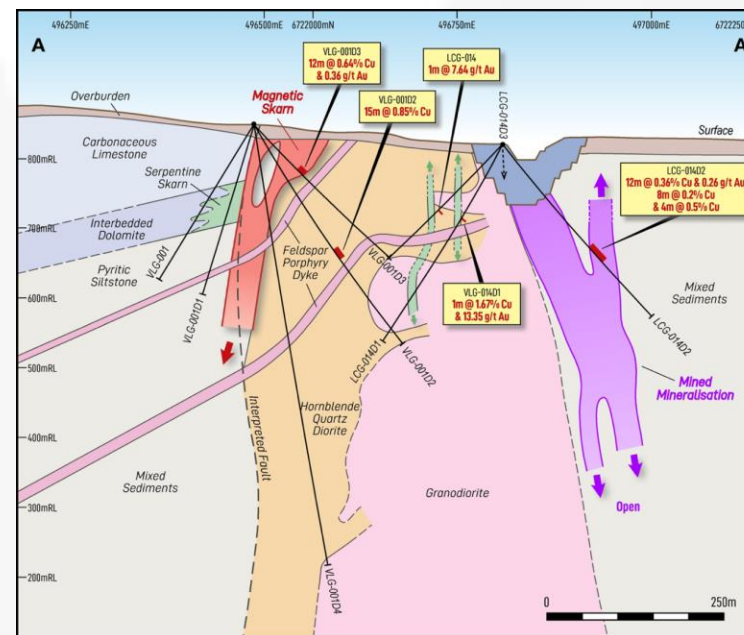 496250mE
496500mE
6722000mN
496750mE
497000mE
6722250
A
A
VLG-001D3
12m @ 0.64% Cu
& 0.36 g/t Au
LCG-014
1m @ 7.64 g/t Au
VLG-001D2
15m @ 0.85% Cu
Magnetic
Skarn
LCG-014D3
Overburden
Surface
Carbonaceous
Limestone
800mRL
Serpentine
Skarn
LCG-014D2
12m @ 0.36% Cu & 0.26 g/t Au
8m @ 0.2% Cu
& 4m @ 0.5% Cu
Interbedded
Dolomite
700mRL
Pyritic
Siltstone
VLG-001
Feldspar
Porphyry
Dyke
VLG-001D3
Mixed
Sediments
VLG-001D1
VLG-014D1
1m @ 1.67% Cu
& 13.35 g/t Au
600mRL
LCG-014D2
LCG-014D1
VLG-001D2
500mRL
Mined
Mineralisation
Interpreted Fault
Hornblende
Quartz
Diorite
400mRL
Mixed
Sediments
Granodiorite
300mRL
Open
200mRL
VLG-001D4
0
250m